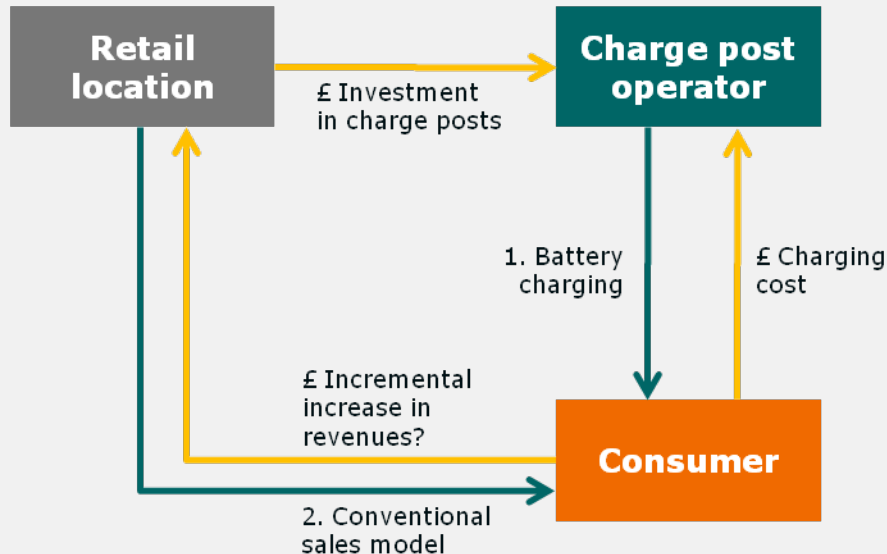 Retail
location
£ Investment
in charge posts
Charge post
operator
1. Battery
charging
£ Charging
cost
£ Incremental
increase in
revenues?
Consumer
2. Conventional
sales model